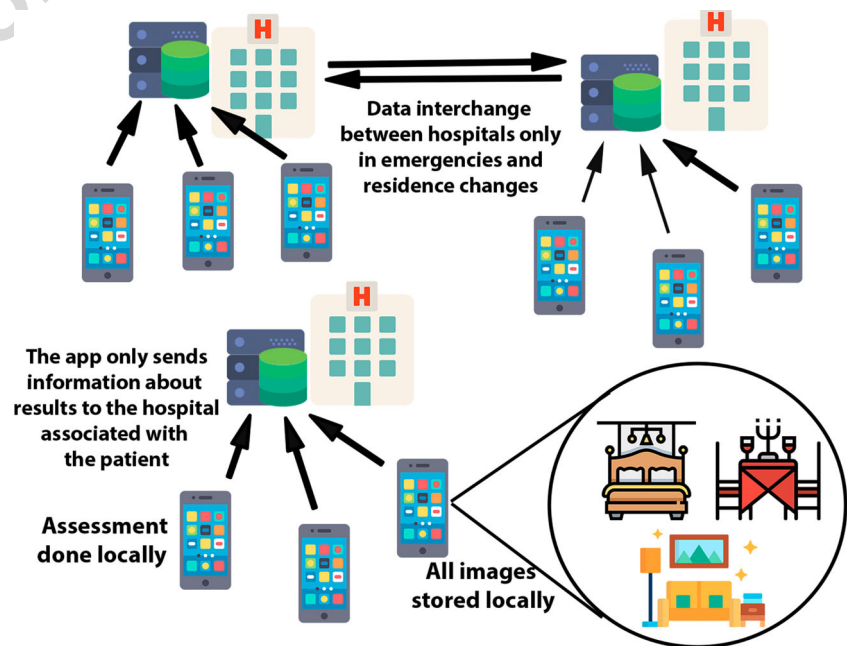 H
H
Data interchange
between hospitals only
in emergencies and
residence changes
H
The app only sends
information about
results to the hospital
associated with
the patient
Assessment
done locally
All images
stored locally